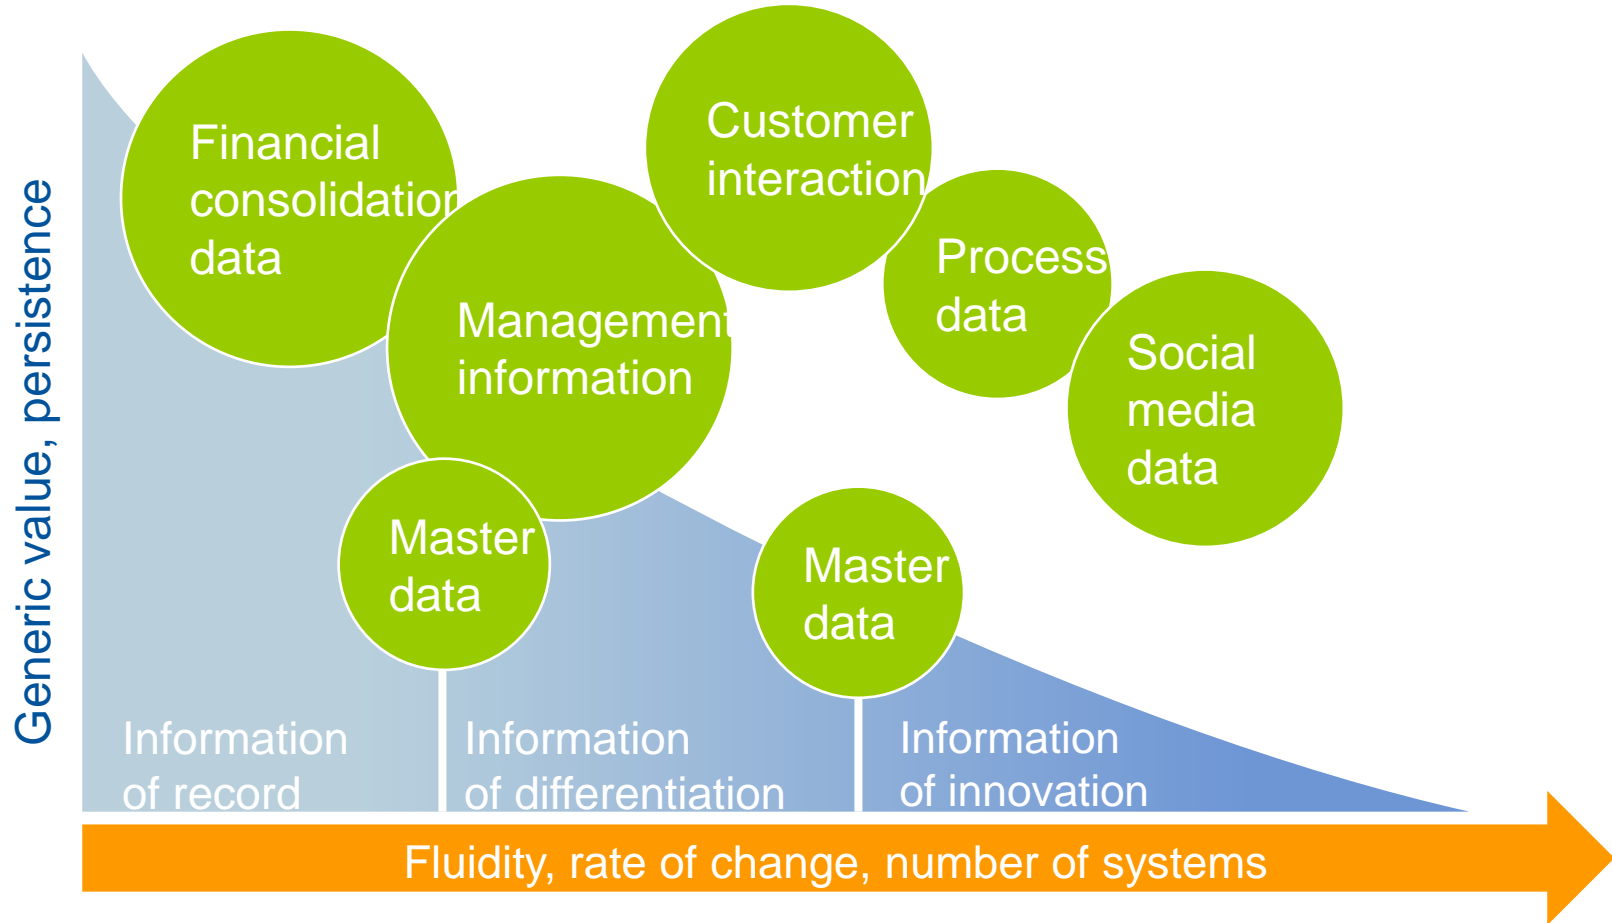 Generic value, persistence
Financial
consolidation
data
Management
information
Customer
interaction
Process
data
Social
media
data
Master
data
Master
data
Information
of record
Information
of differentiation
Information
of innovation
Fluidity, rate of change, number of systems